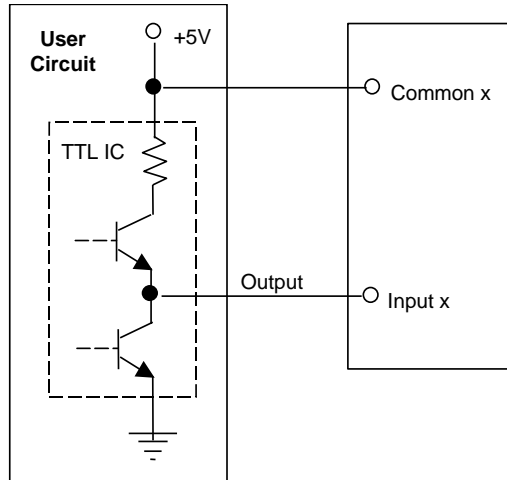 User
Circuit
+5V
Common x
TTL IC
Output
Input x